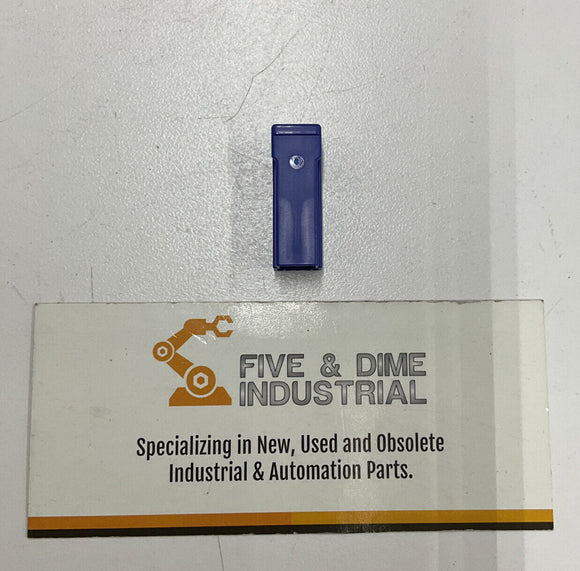 FIVE & DIME
INDUSTRIAL
Specializing in New, Used and Obsolete
Industrial & Automation Parts.